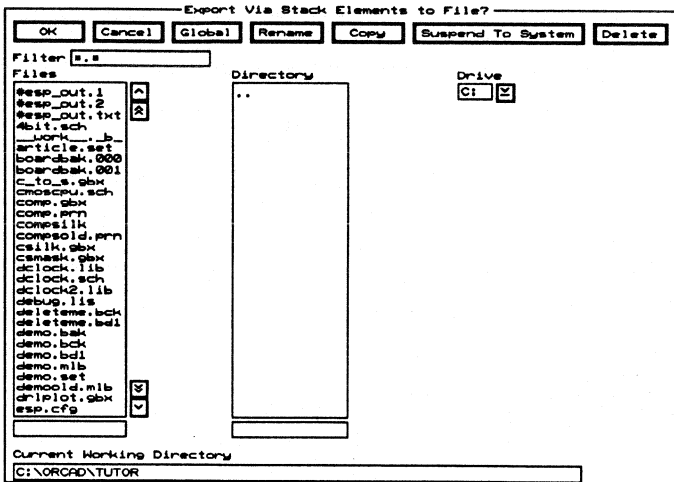 Export Via Stack Elements to File?
OK Cancel Global Rename Copy Suspend To System Delete
Filter *.*
Files Directory Drive
#esp_out.1 .. C:
#esp_out.2
#esp_out.txt
4bit.sch
__work__._b_
article.set
boardbak.000
boardbak.001
c_to_s.gbx
cmoscpu.sch
comp.gbx
comp.prn
compsilk
compsold.prn
csilk.gbx
csmask.gbx
dclock.lib
dclock.sch
dclock2.lib
debug.lis
deleteme.bck
deleteme.bd1
demo.bak
demo.bck
demo.bd1
demo.mlb
demo.set
demoold.mlb
drlplot.gbx
esp.cfg
Current Working Directory
C:\ORCAD\TUTOR